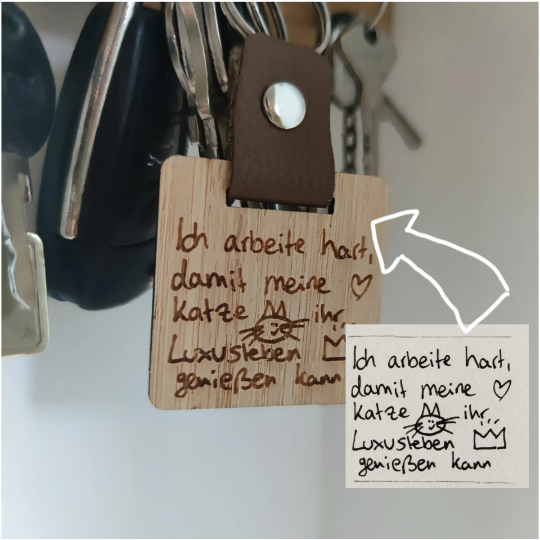 Ich arbeite hart,
damit meine
Katze ihr
Luxusleben
genießen kann
Ich arbeite hart,
damit meine
Katze ihr
Luxusleben
genießen kann